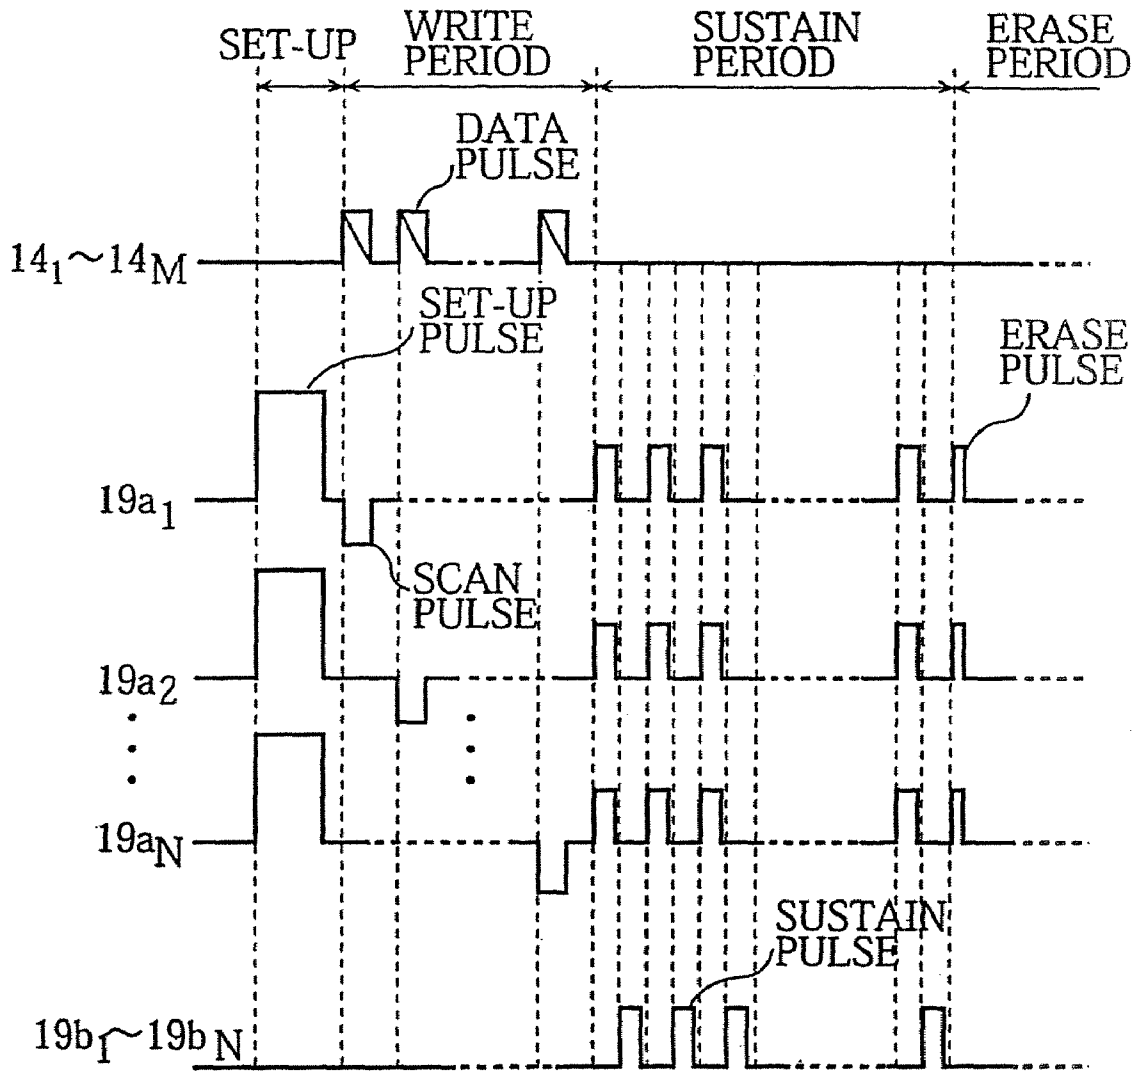 SET-UP
WRITE
PERIOD
SUSTAIN
PERIOD
ERASE
PERIOD
DATA
PULSE
14₁～14M
SET-UP
PULSE
ERASE
PULSE
19a₁
SCAN
PULSE
19a₂
19aN
SUSTAIN
PULSE
19b₁～19bN